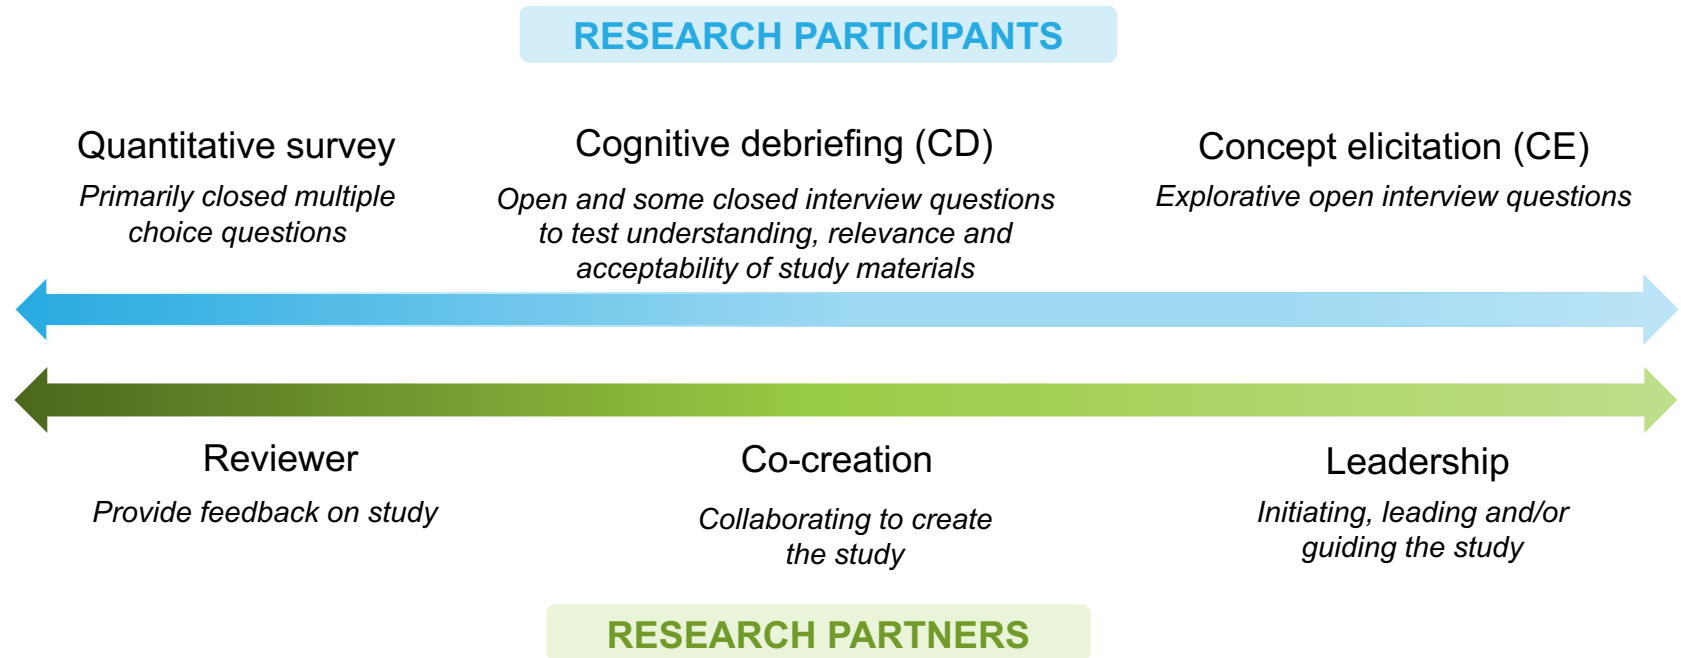 RESEARCH PARTICIPANTS
Quantitative survey
Primarily closed multiple
choice questions
Cognitive debriefing (CD)
Open and some closed interview questions
to test understanding, relevance and
acceptability of study materials
Concept elicitation (CE)
Explorative open interview questions
Reviewer
Provide feedback on study
Co-creation
Collaborating to create
the study
Leadership
Initiating, leading and/or
guiding the study
RESEARCH PARTNERS